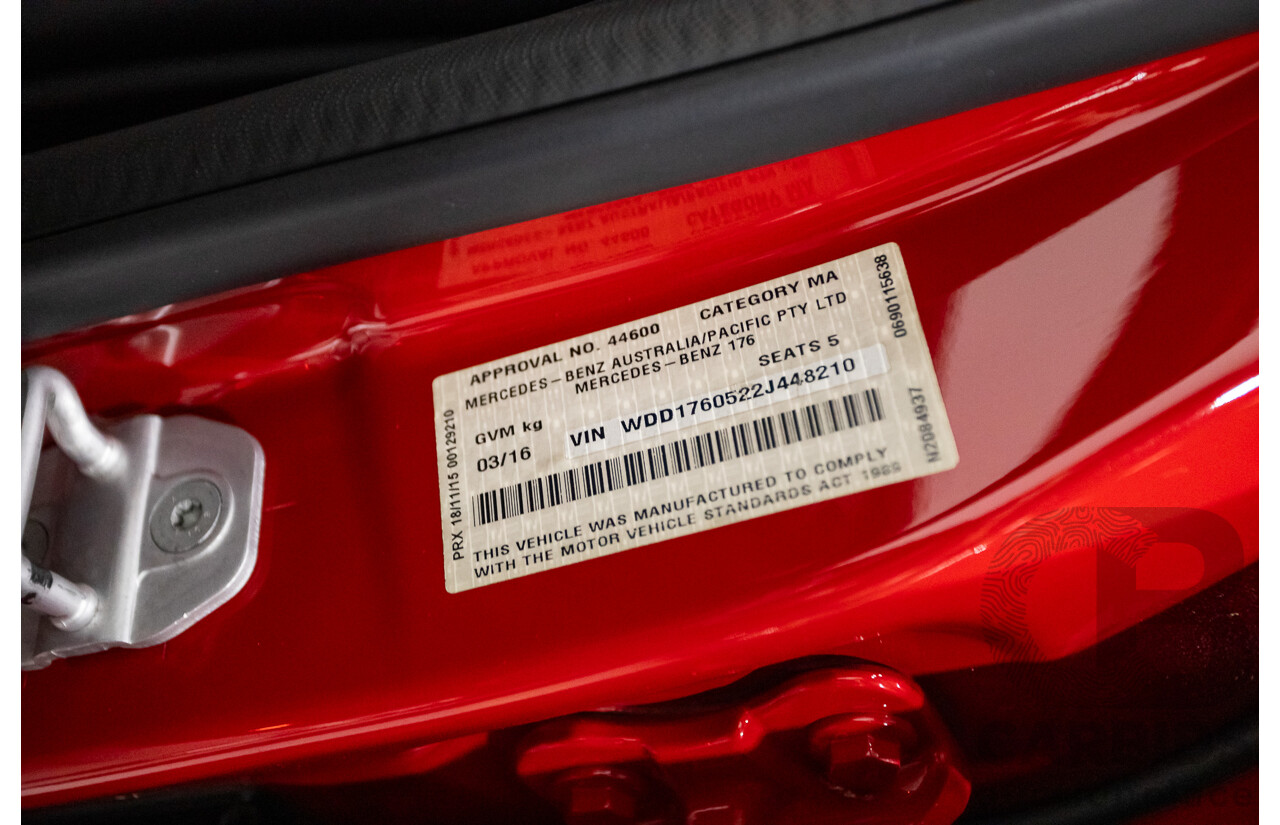 APPROVAL NO. 44600 CATEGORY MA
MERCEDES-BENZ AUSTRALIA/PACIFIC PTY LTD
MERCEDES-BENZ 176
GVM kg SEATS 5
03/16 VIN WDD1760522J448210
THIS VEHICLE WAS MANUFACTURED TO COMPLY
WITH THE MOTOR VEHICLE STANDARDS ACT 1989
PRX 18/11/15 00129210
0690115638
N2084937